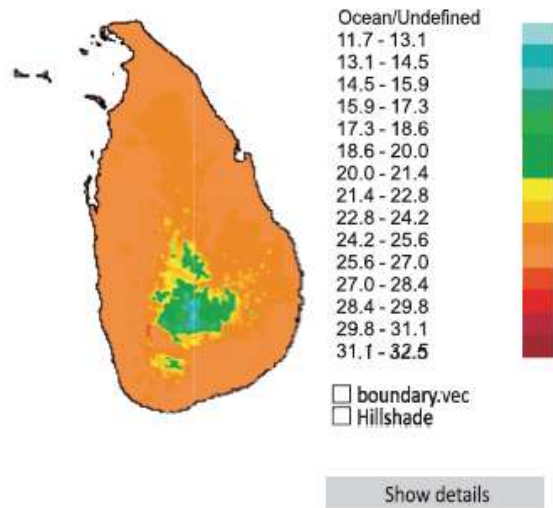 Ocean/Undefined
11.7 - 13.1
13.1 - 14.5
14.5 - 15.9
15.9 - 17.3
17.3 - 18.6
18.6 - 20.0
20.0 - 21.4
21.4 - 22.8
22.8 - 24.2
24.2 - 25.6
25.6 - 27.0
27.0 - 28.4
28.4 - 29.8
29.8 - 31.1
31.1 - 32.5
boundary.vec
Hillshade
Show details